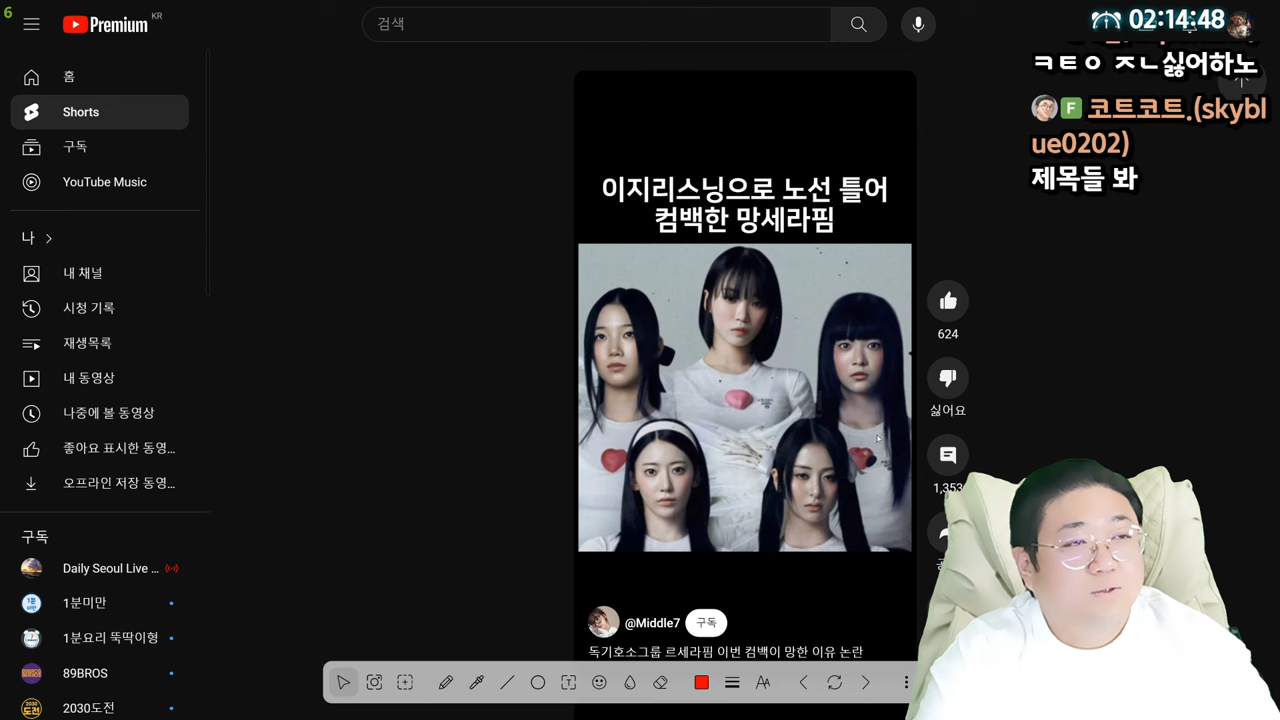 6
Premium KR
검색
02:14:48
홈
Shorts
구독
YouTube Music
나
내 채널
시청 기록
재생목록
내 동영상
나중에 볼 동영상
좋아요 표시한 동영...
오프라인 저장 동영...
구독
Daily Seoul Live ...
1분미만
1분요리 뚝딱이형
89BROS
2030도전
이지리스닝으로 노선 틀어
컴백한 망세라핌
624
싫어요
1,353
@Middle7 구독
독기호소그룹 르세라핌 이번 컴백이 망한 이유 논란
ㅋㅌㅇ ㅈㄴ싫어하노
F 코트코트.(skybl
ue0202)
제목들 봐